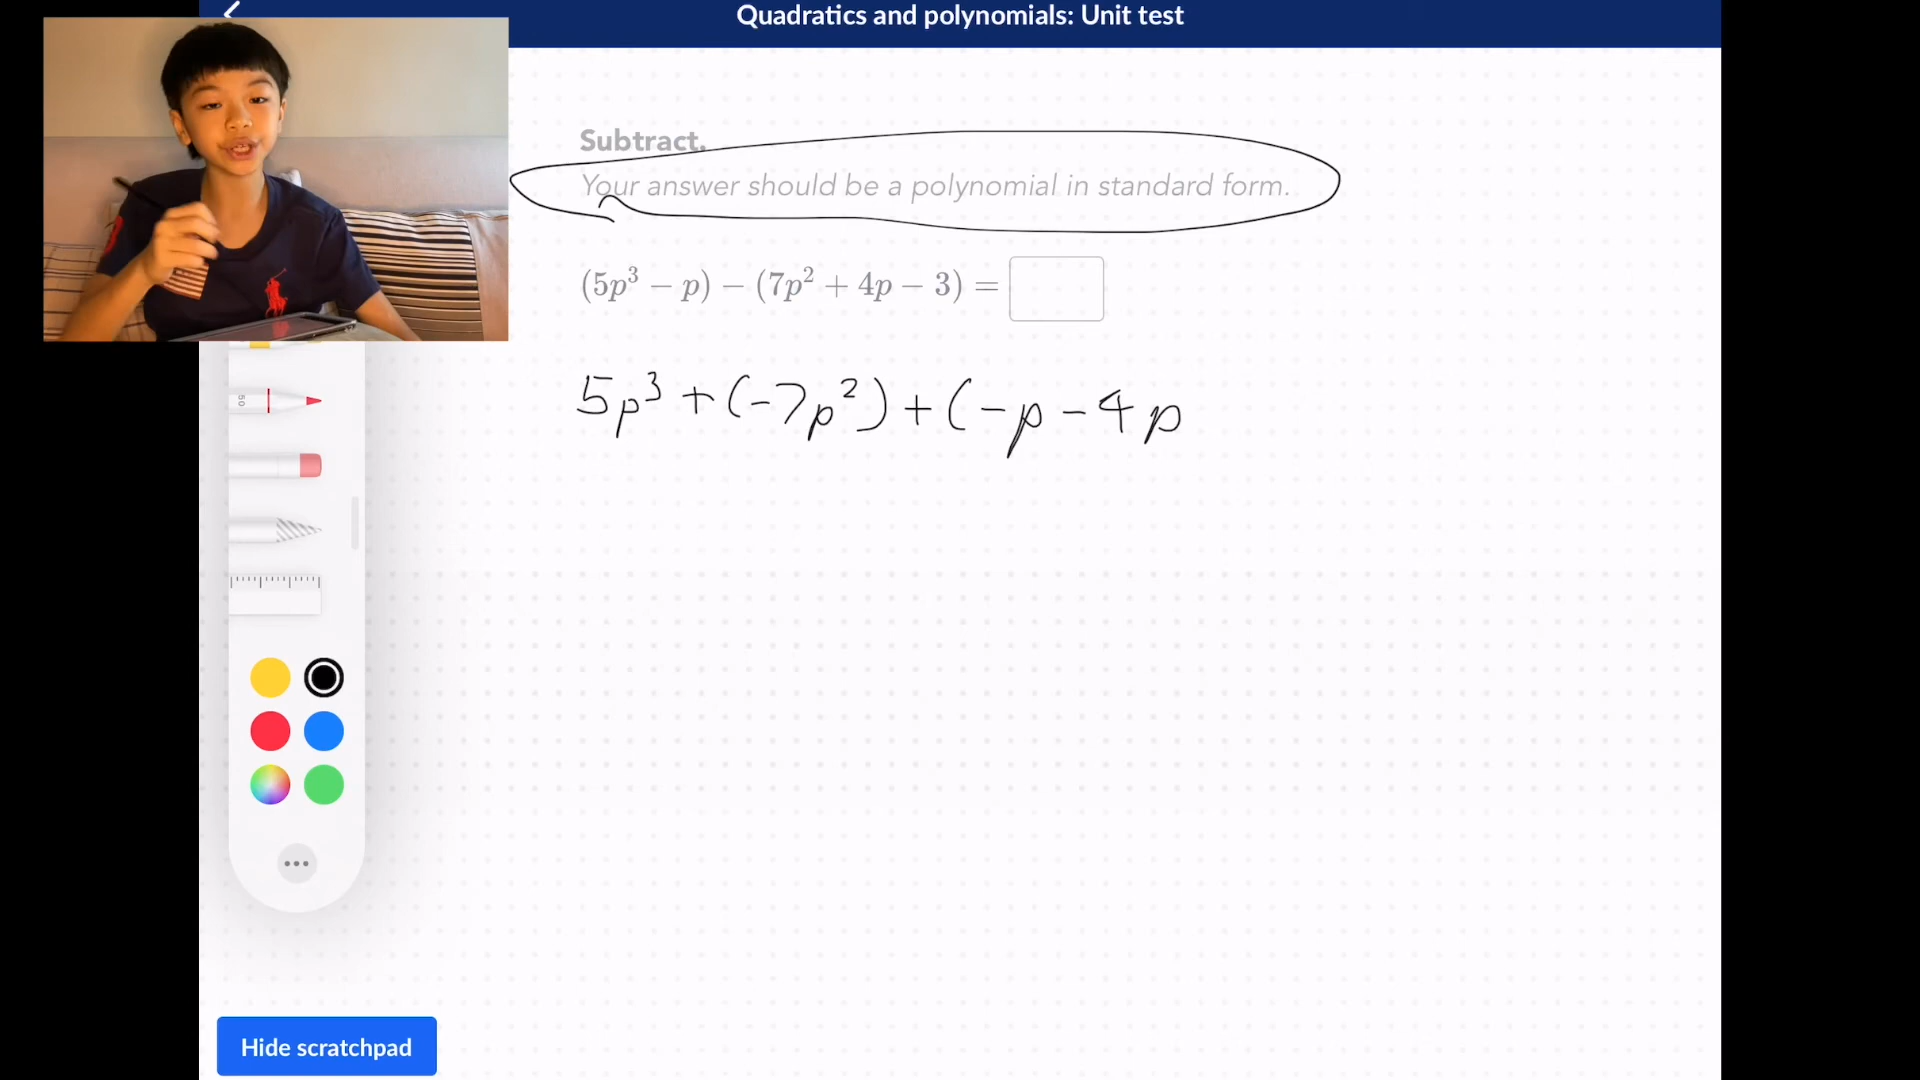 Quadratics and polynomials: Unit test
Subtract.
Your answer should be a polynomial in standard form.
(5p³ − p) − (7p² + 4p − 3) =
5p³ + (-7p²) + (-p - 4p
50
Hide scratchpad